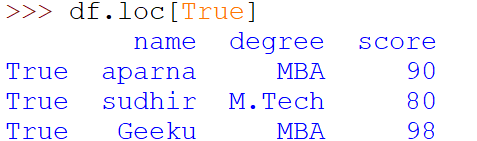 >>> df.loc[True]
name degree score
True aparna MBA 90
True sudhir M.Tech 80
True Geeku MBA 98